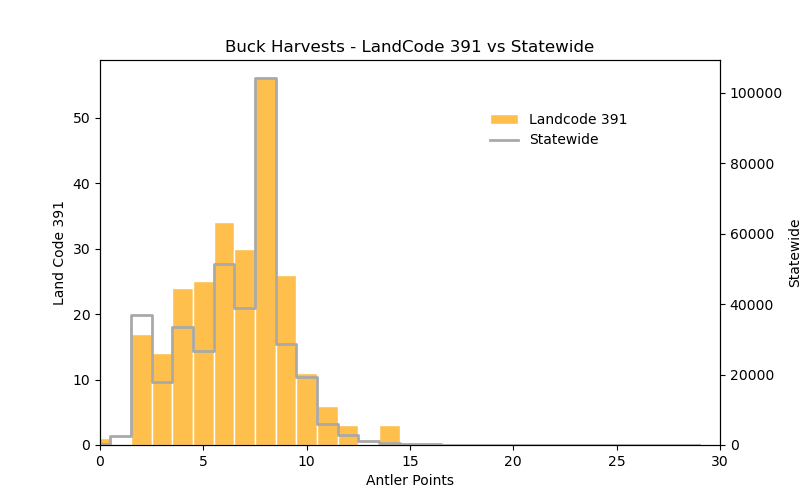 Buck Harvests - LandCode 391 vs Statewide
Landcode 391
Statewide
Land Code 391
50
40
30
20
10
0
100000
80000
60000
40000
20000
0
Statewide
0 5 10 15 20 25 30
Antler Points